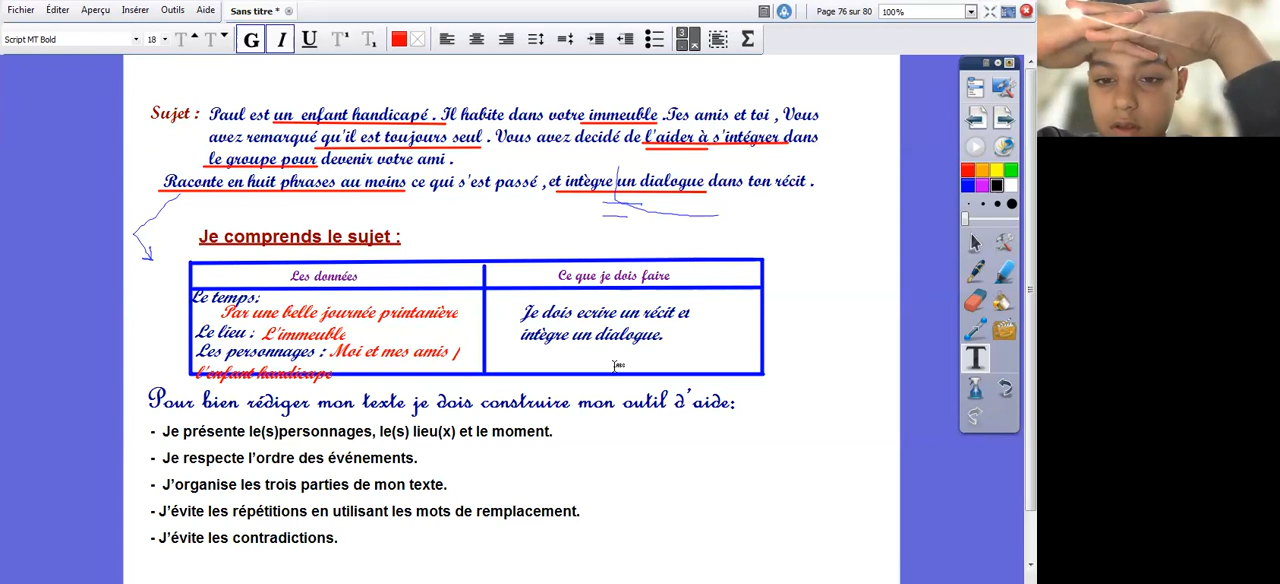 Fichier Éditer Aperçu Insérer Outils Aide Sans titre * Page 76 sur 80 100%
Script MT Bold 18 G I U T¹ T₁ Σ
Sujet : Paul est un enfant handicapé . Il habite dans votre immeuble .Tes amis et toi , Vous
avez remarqué qu'il est toujours seul . Vous avez décidé de l'aider à s'intégrer dans
le groupe pour devenir votre ami .
Raconte en huit phrases au moins ce qui s'est passé , et intègre un dialogue dans ton récit .
Je comprends le sujet :
Les données Ce que je dois faire
Le temps:
Par une belle journée printanière Je dois ecrire un récit et
Le lieu : L'immeuble intègre un dialogue.
Les personnages : Moi et mes amis /
l'enfant handicape
Pour bien rédiger mon texte je dois construire mon outil d'aide:
- Je présente le(s)personnages, le(s) lieu(x) et le moment.
- Je respecte l'ordre des événements.
- J'organise les trois parties de mon texte.
- J'évite les répétitions en utilisant les mots de remplacement.
- J'évite les contradictions.